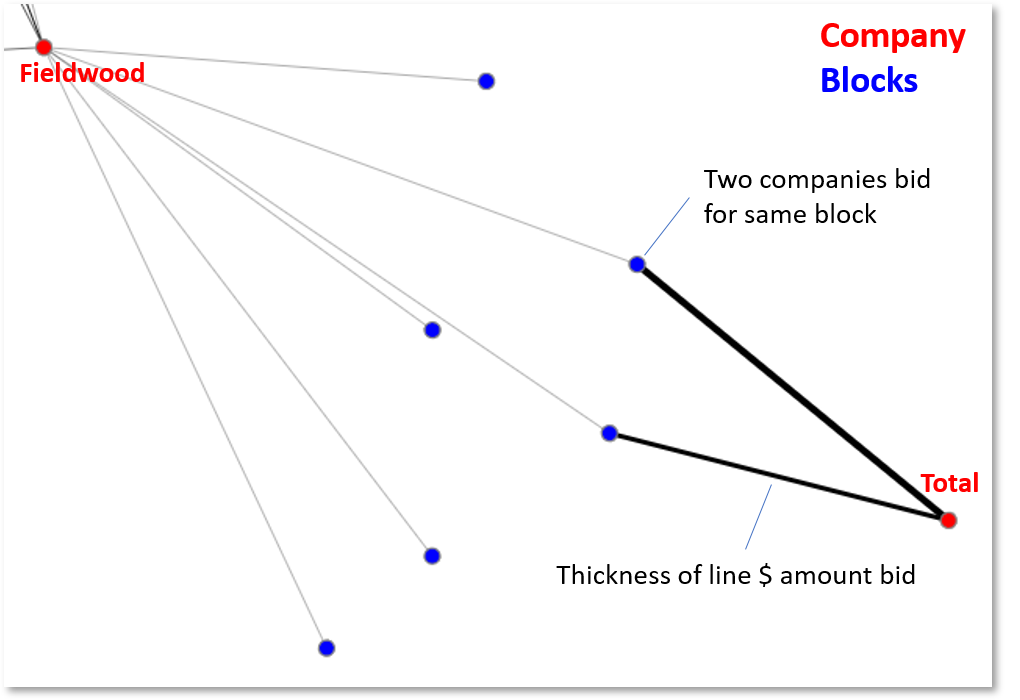 Company
Fieldwood
Blocks
Two companies bid
for same block
Total
Thickness of line $ amount bid